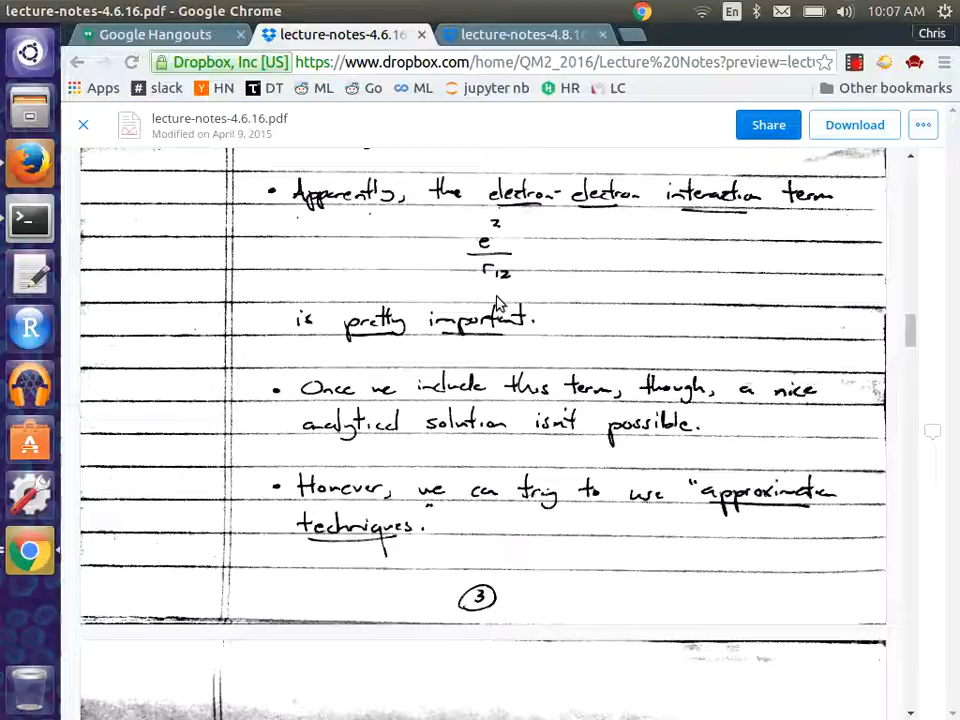 lecture-notes-4.6.16.pdf - Google Chrome
En
10:07 AM
Google Hangouts
lecture-notes-4.6.16
lecture-notes-4.8.1
Chris
Dropbox, Inc [US]
https://www.dropbox.com/home/QM2_2016/Lecture%20Notes?preview=lect
Apps
slack
HN
DT
ML
Go
ML
jupyter nb
HR
LC
Other bookmarks
lecture-notes-4.6.16.pdf
Modified on April 9, 2015
Share
Download
• Apparently, the electron-electron interaction term
e²
r₁₂
is pretty important.
• Once we include this term, though, a nice
analytical solution isn't possible.
• However, we can try to use "approximation
techniques."
3